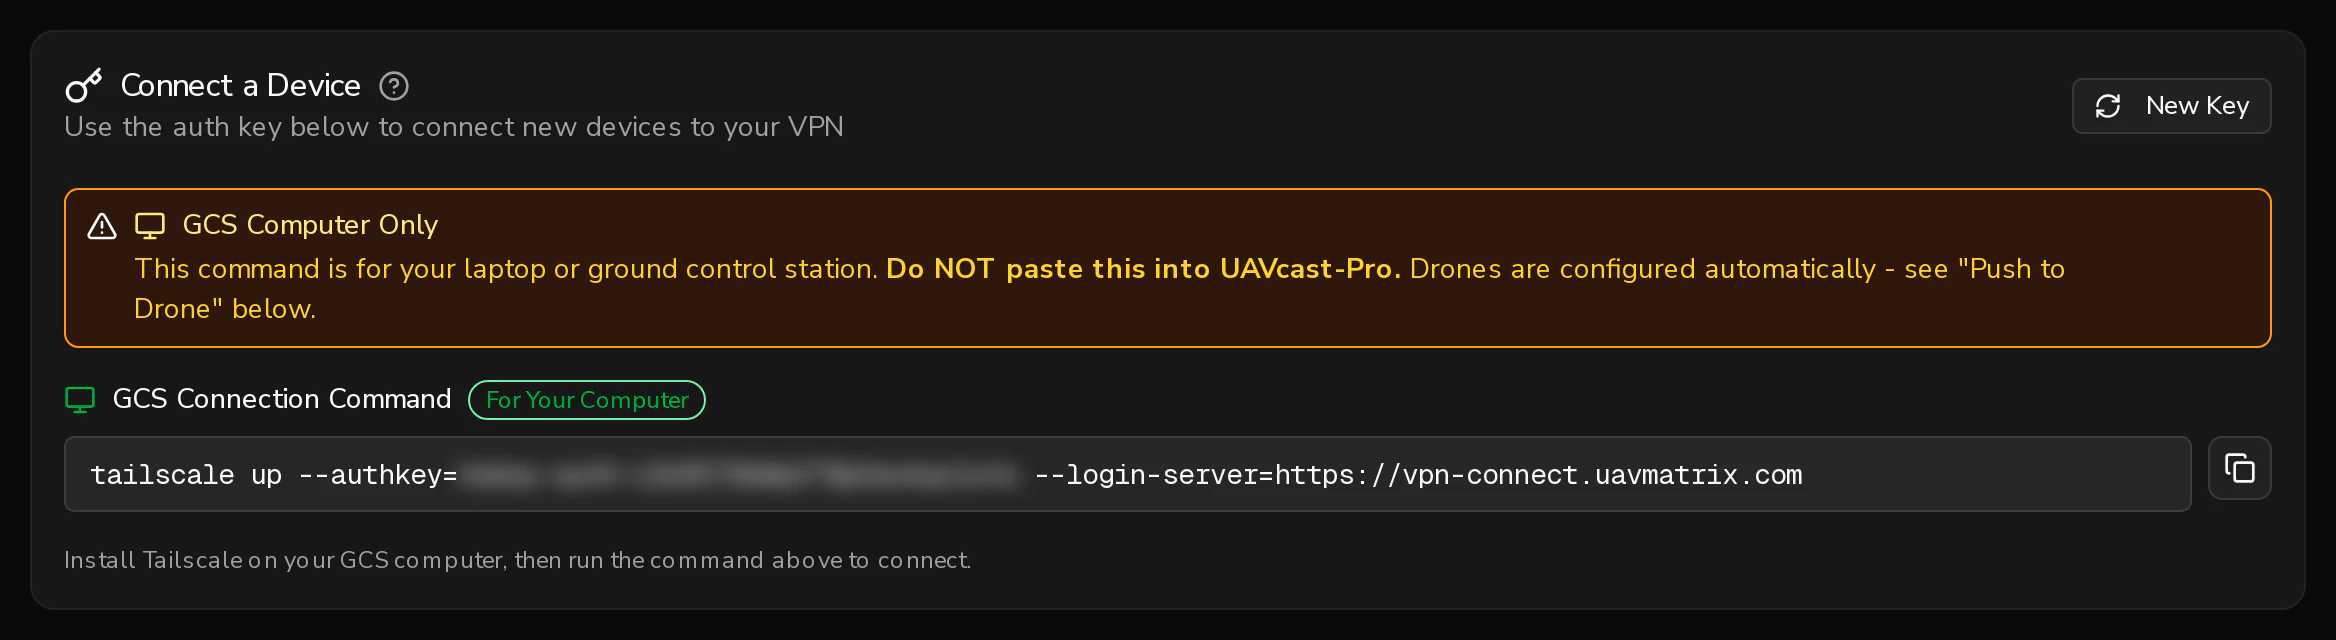 Connect a Device
Use the auth key below to connect new devices to your VPN
New Key
GCS Computer Only
This command is for your laptop or ground control station. Do NOT paste this into UAVcast-Pro. Drones are configured automatically - see "Push to
Drone" below.
GCS Connection Command
For Your Computer
tailscale up --authkey= --login-server=https://vpn-connect.uavmatrix.com
Install Tailscale on your GCS computer, then run the command above to connect.